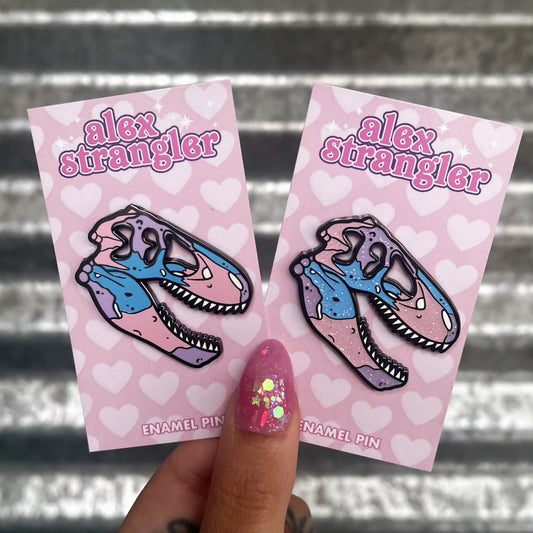 alex
strangler
ENAMEL PIN
alex
strangler
ENAMEL PIN